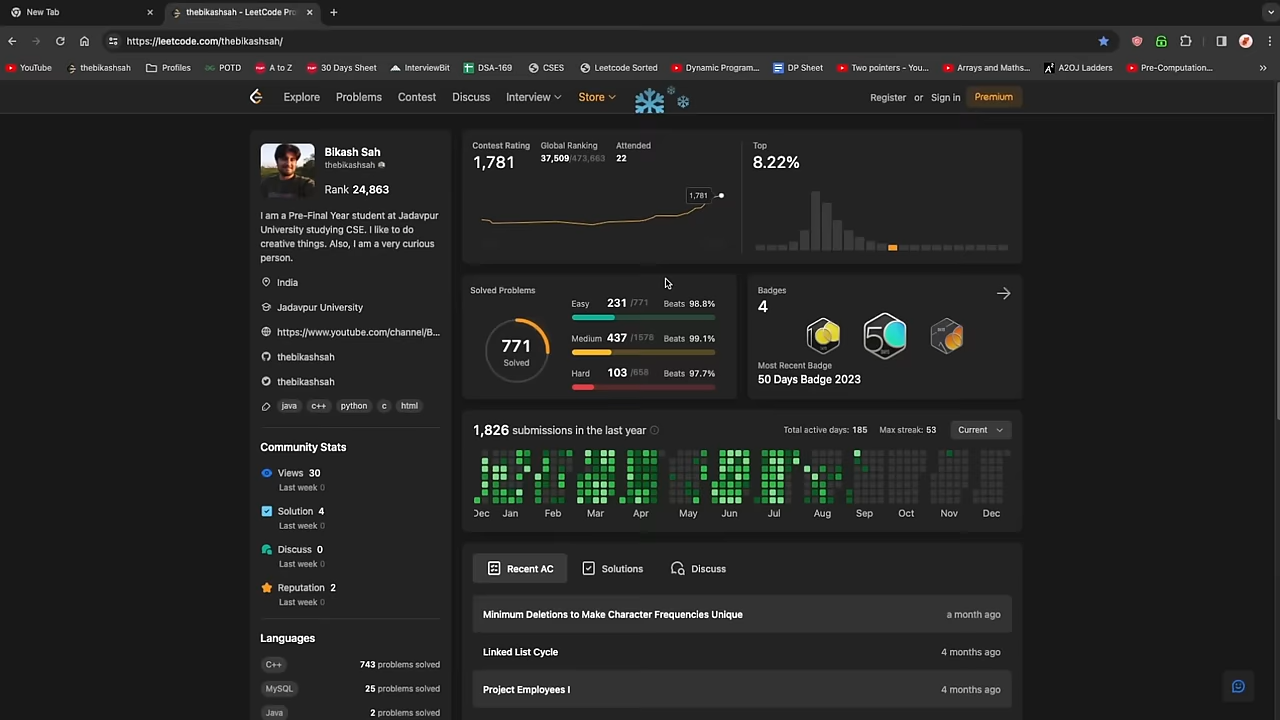 New Tab
thebikashsah - LeetCode Pro
https://leetcode.com/thebikashsah/
YouTube thebikashsah Profiles POTD A to Z 30 Days Sheet InterviewBit DSA-169 CSES Leetcode Sorted Dynamic Program... DP Sheet Two pointers - You... Arrays and Maths... A2OJ Ladders Pre-Computation...
Explore Problems Contest Discuss Interview Store Register or Sign in Premium
Bikash Sah
thebikashsah
Rank 24,863
I am a Pre-Final Year student at Jadavpur
University studying CSE. I like to do
creative things. Also, I am a very curious
person.
India
Jadavpur University
https://www.youtube.com/channel/B...
thebikashsah
thebikashsah
java c++ python c html
Community Stats
Views 30
Last week 0
Solution 4
Last week 0
Discuss 0
Last week 0
Reputation 2
Last week 0
Languages
C++ 743 problems solved
MySQL 25 problems solved
Java 2 problems solved
Contest Rating Global Ranking Attended
1,781 37,509/473,663 22
1,781
Top
8.22%
Solved Problems
771
Solved
Easy 231 /771 Beats 98.8%
Medium 437 /1578 Beats 99.1%
Hard 103 /658 Beats 97.7%
Badges
4
50
Most Recent Badge
50 Days Badge 2023
1,826 submissions in the last year Total active days: 185 Max streak: 53 Current
Dec Jan Feb Mar Apr May Jun Jul Aug Sep Oct Nov Dec
Recent AC Solutions Discuss
Minimum Deletions to Make Character Frequencies Unique a month ago
Linked List Cycle 4 months ago
Project Employees I 4 months ago